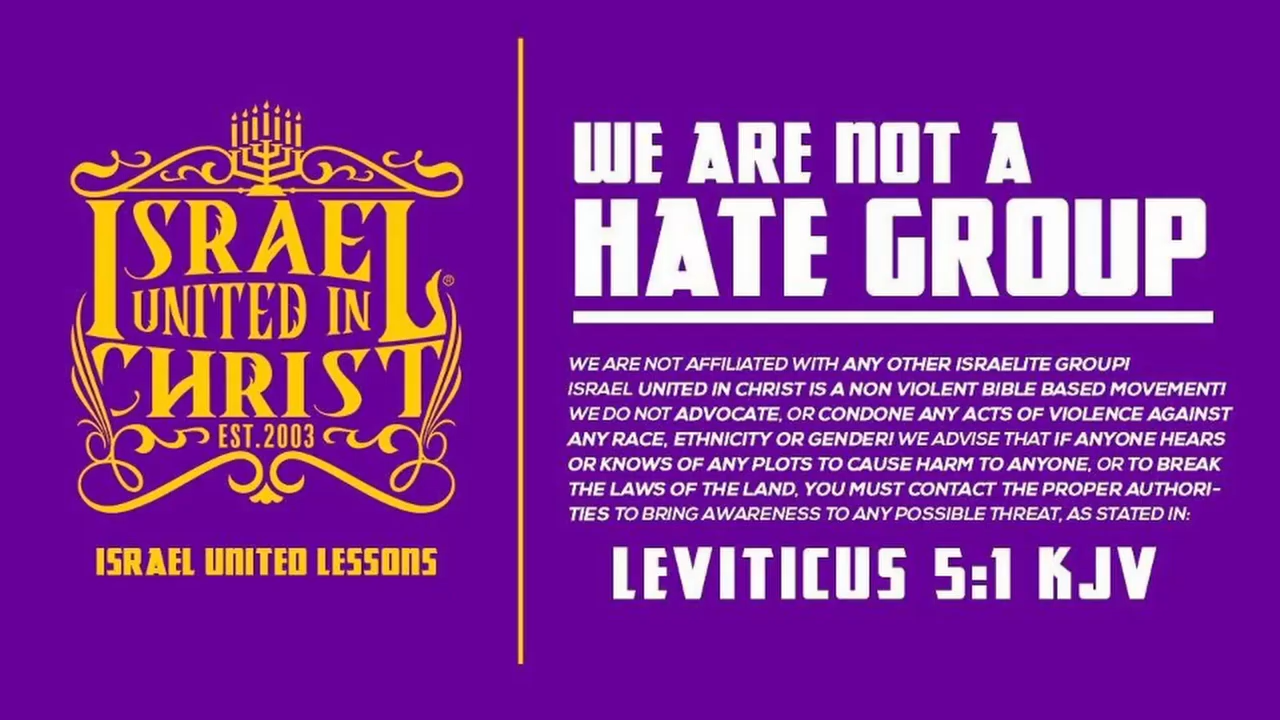 ISRAEL
UNITED IN
CHRIST
EST.2003
ISRAEL UNITED LESSONS
WE ARE NOT A
HATE GROUP
WE ARE NOT AFFILIATED WITH ANY OTHER ISRAELITE GROUP!
ISRAEL UNITED IN CHRIST IS A NON VIOLENT BIBLE BASED MOVEMENT!
WE DO NOT ADVOCATE, OR CONDONE ANY ACTS OF VIOLENCE AGAINST
ANY RACE, ETHNICITY OR GENDER! WE ADVISE THAT IF ANYONE HEARS
OR KNOWS OF ANY PLOTS TO CAUSE HARM TO ANYONE, OR TO BREAK
THE LAWS OF THE LAND, YOU MUST CONTACT THE PROPER AUTHORI-
TIES TO BRING AWARENESS TO ANY POSSIBLE THREAT, AS STATED IN:
LEVITICUS 5:1 KJV